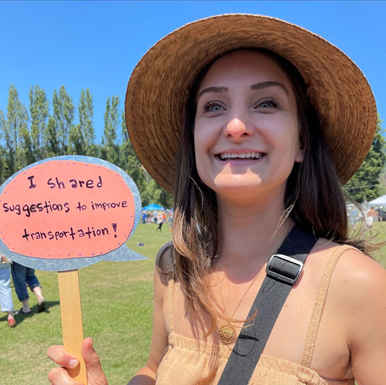 I shared
suggestions to improve
transportation!